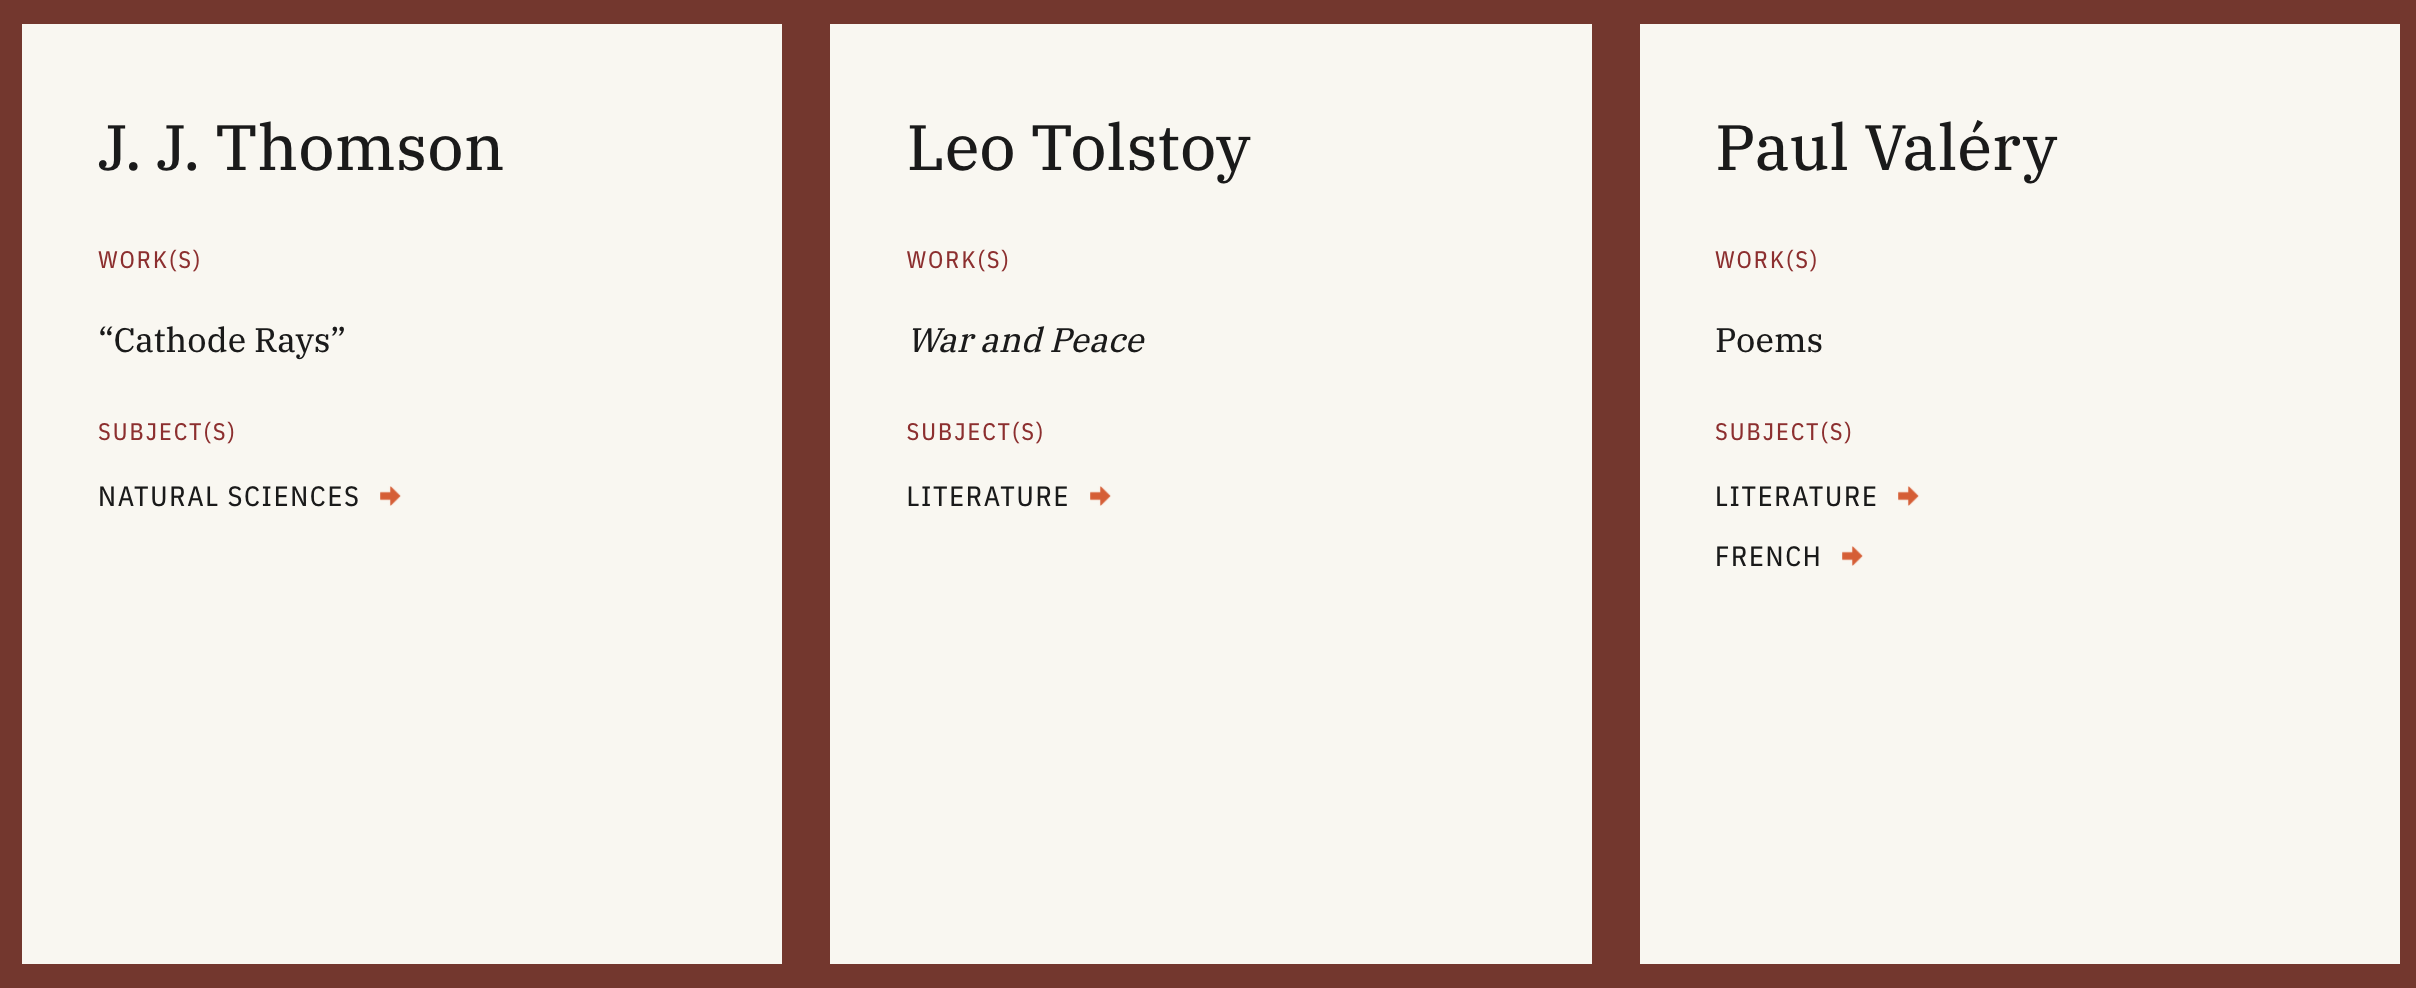 J. J. Thomson
WORK(S)
“Cathode Rays”
SUBJECT(S)
NATURAL SCIENCES
Leo Tolstoy
WORK(S)
War and Peace
SUBJECT(S)
LITERATURE
Paul Valéry
WORK(S)
Poems
SUBJECT(S)
LITERATURE
FRENCH